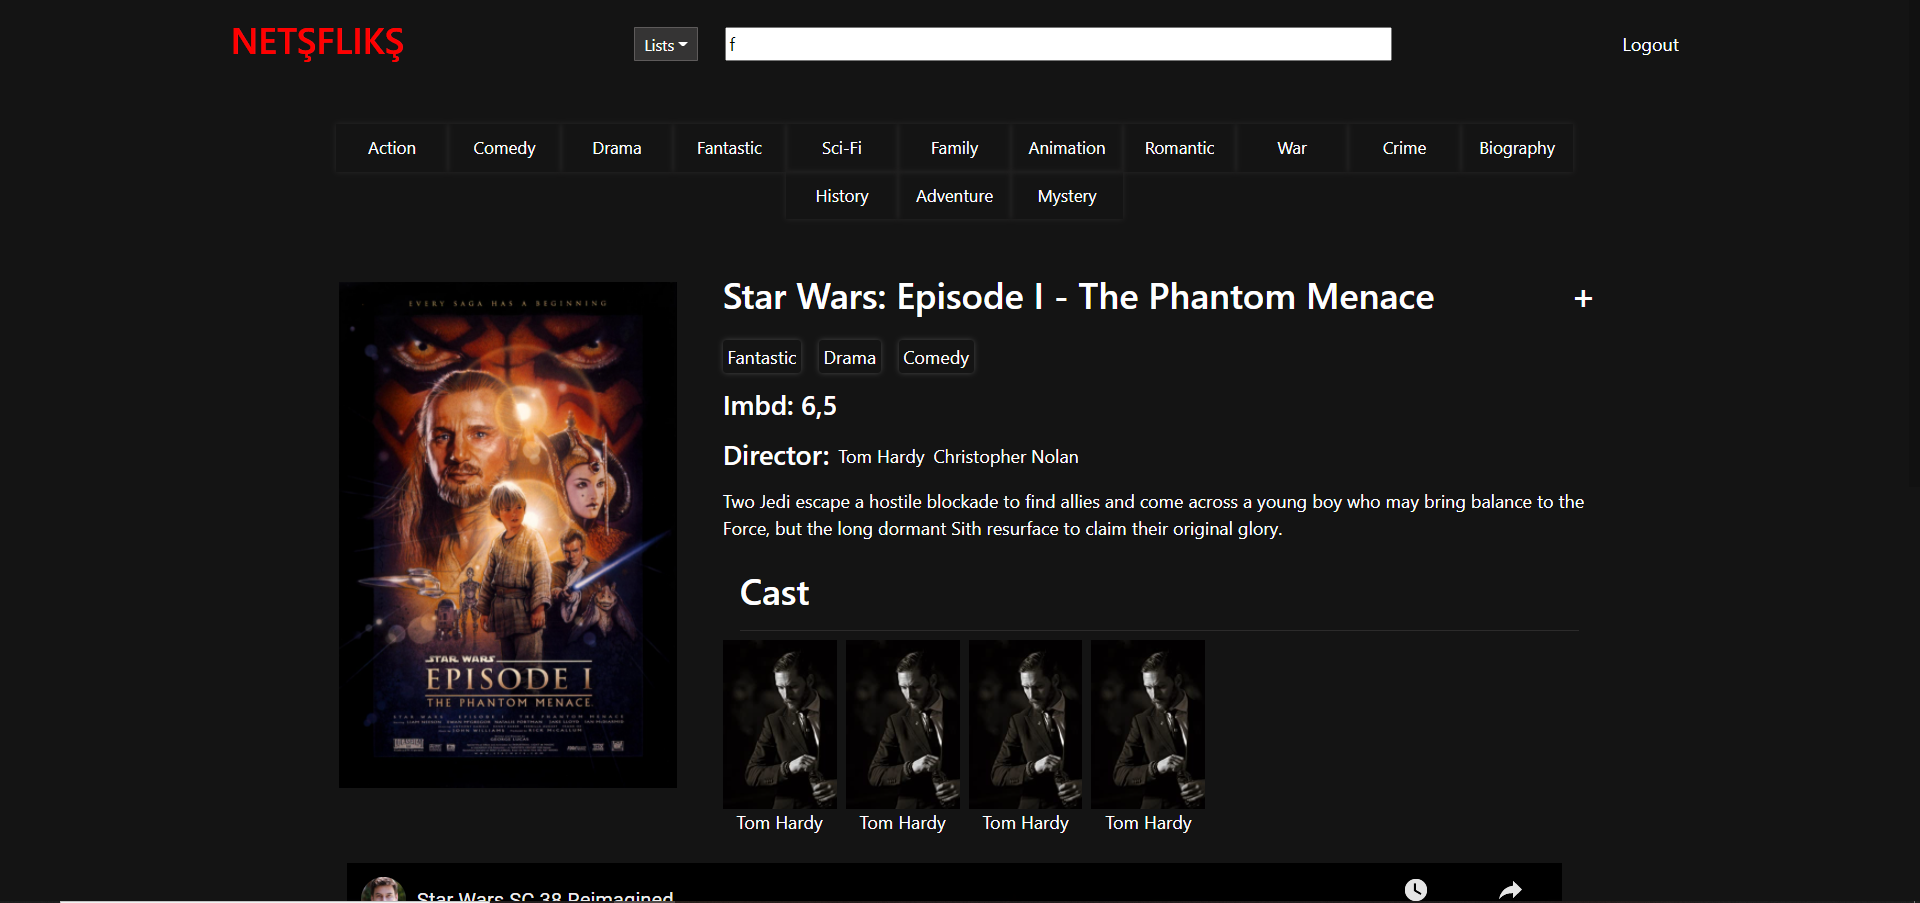 NETŞFLIKŞ
Lists
f
Logout
Action Comedy Drama Fantastic Sci-Fi Family Animation Romantic War Crime Biography
History Adventure Mystery
EVERY SAGA HAS A BEGINNING
STAR WARS
EPISODE I
THE PHANTOM MENACE
Star Wars: Episode I - The Phantom Menace
+
Fantastic Drama Comedy
Imbd: 6,5
Director: Tom Hardy Christopher Nolan
Two Jedi escape a hostile blockade to find allies and come across a young boy who may bring balance to the
Force, but the long dormant Sith resurface to claim their original glory.
Cast
Tom Hardy Tom Hardy Tom Hardy Tom Hardy
Star Wars SC 38 Reimagined